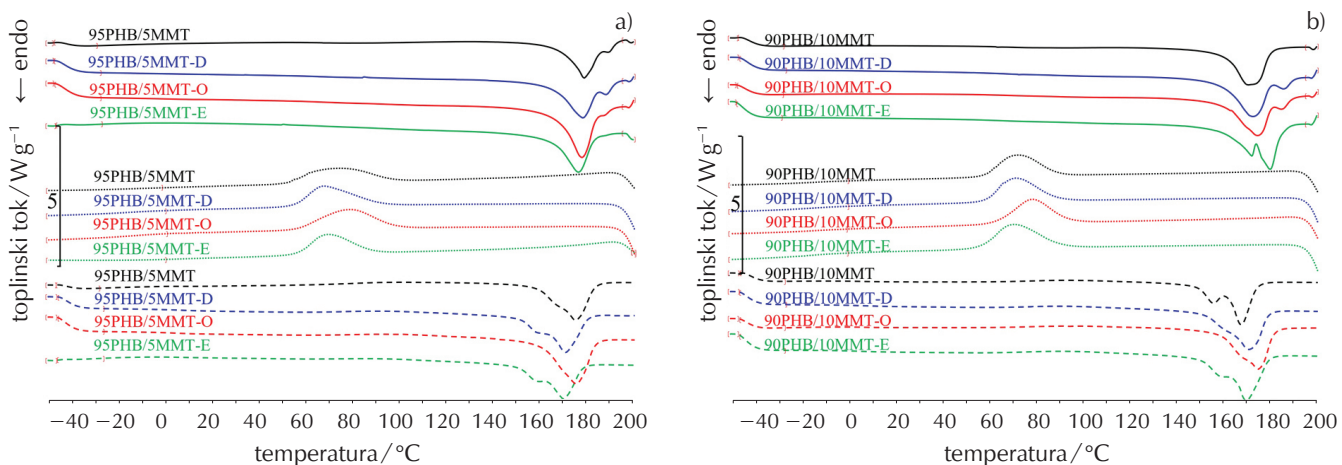 a)
← endo
toplinski tok/W g⁻¹
95PHB/5MMT
95PHB/5MMT-D
95PHB/5MMT-O
95PHB/5MMT-E
5
95PHB/5MMT
95PHB/5MMT-D
95PHB/5MMT-O
95PHB/5MMT-E
95PHB/5MMT
95PHB/5MMT-D
95PHB/5MMT-O
95PHB/5MMT-E
−40 −20 0 20 40 60 80 100 120 140 160 180 200
temperatura/°C
b)
← endo
toplinski tok/W g⁻¹
90PHB/10MMT
90PHB/10MMT-D
90PHB/10MMT-O
90PHB/10MMT-E
5
90PHB/10MMT
90PHB/10MMT-D
90PHB/10MMT-O
90PHB/10MMT-E
90PHB/10MMT
90PHB/10MMT-D
90PHB/10MMT-O
90PHB/10MMT-E
−40 −20 0 20 40 60 80 100 120 140 160 180 200
temperatura/°C